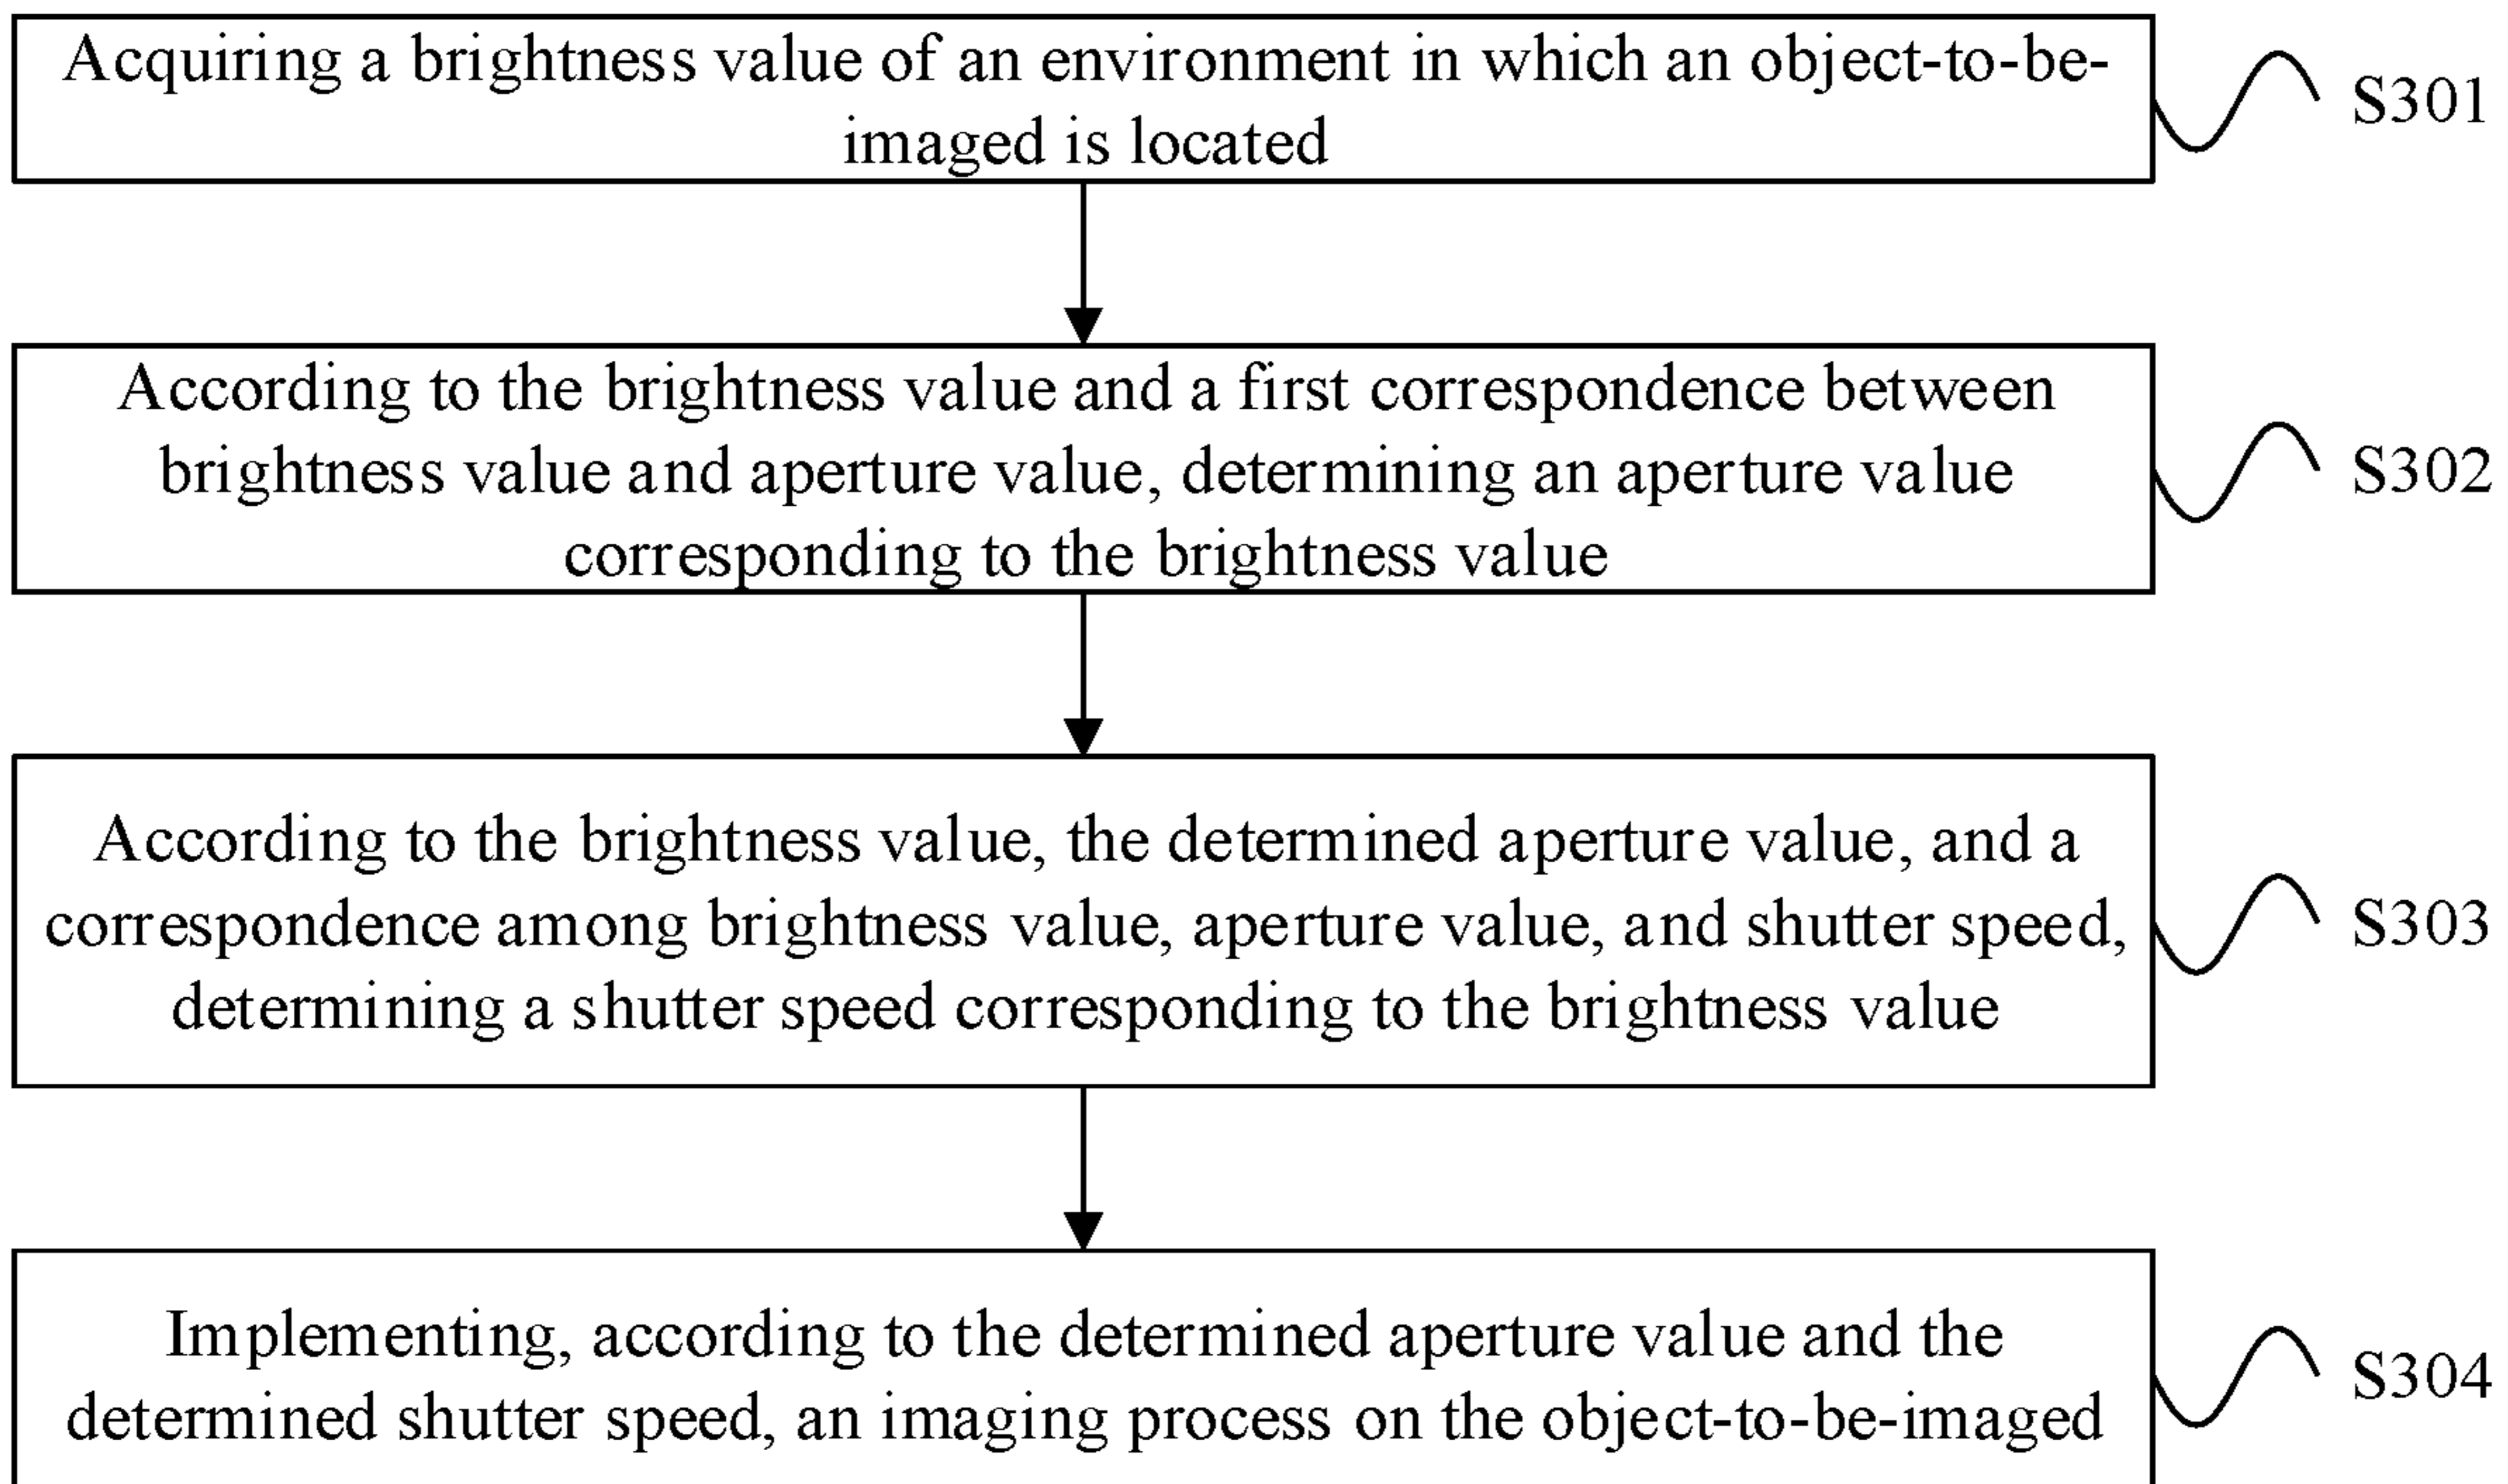 Acquiring a brightness value of an environment in which an object-to-be-
imaged is located
S301
According to the brightness value and a first correspondence between
brightness value and aperture value, determining an aperture value
corresponding to the brightness value
S302
According to the brightness value, the determined aperture value, and a
correspondence among brightness value, aperture value, and shutter speed,
determining a shutter speed corresponding to the brightness value
S303
Implementing, according to the determined aperture value and the
determined shutter speed, an imaging process on the object-to-be-imaged
S304